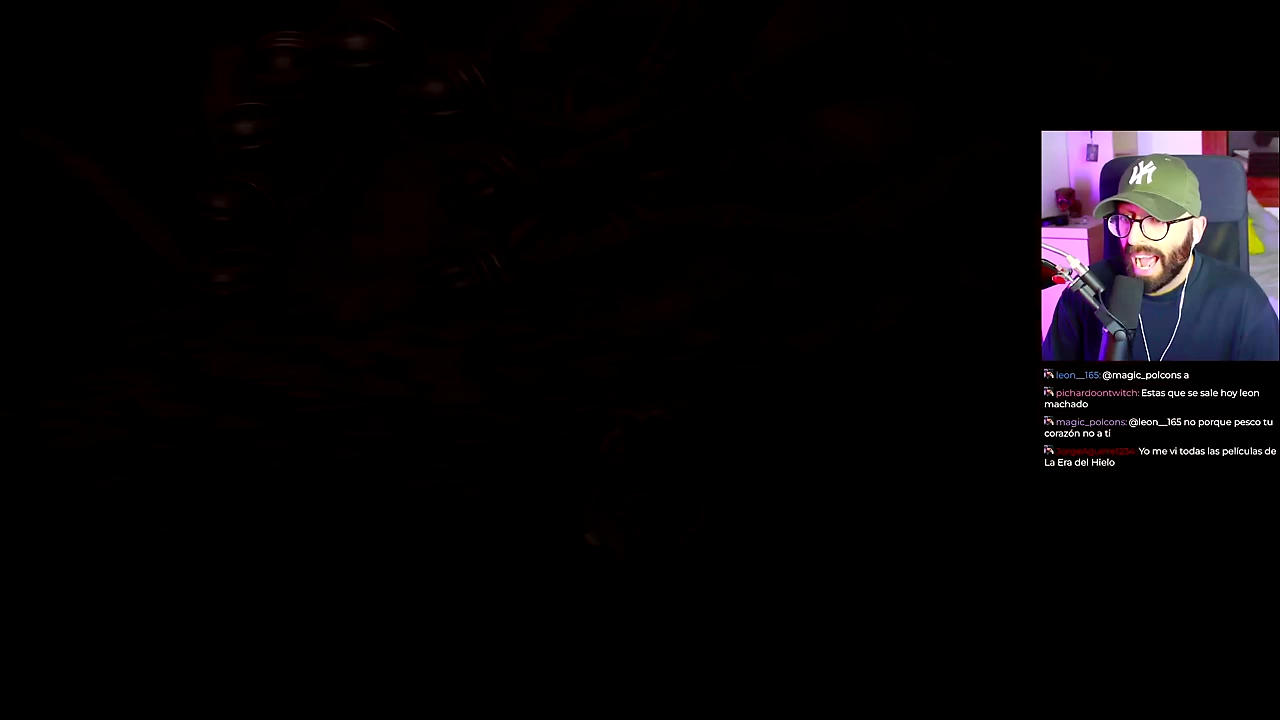 leon__165: @magic_polcons a
pichardoontwitch: Estas que se sale hoy leon
machado
magic_polcons: @leon__165 no porque pesco tu
corazón no a ti
Yo me vi todas las películas de
La Era del Hielo